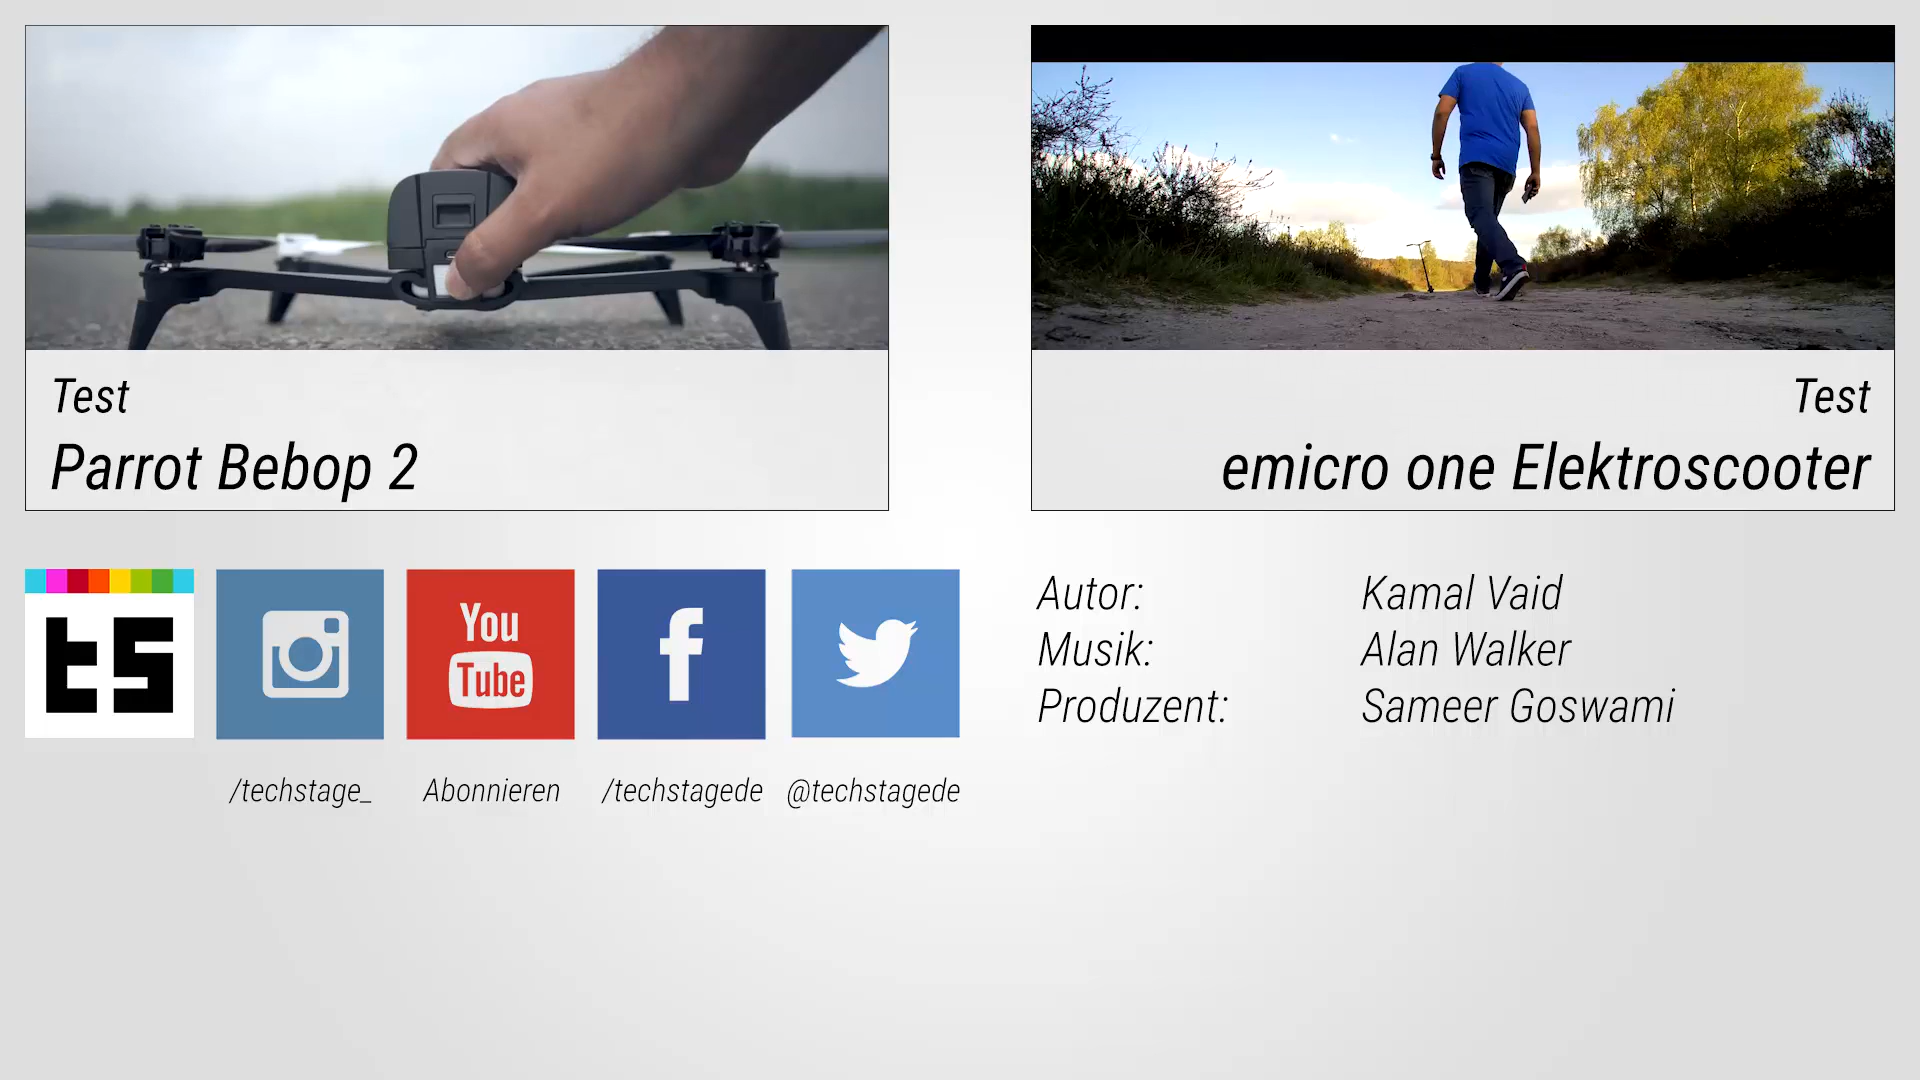 Test
Parrot Bebop 2
Test
emicro one Elektroscooter
ts
You
Tube
f
/techstage_
Abonnieren
/techstagede
@techstagede
Autor: Kamal Vaid
Musik: Alan Walker
Produzent: Sameer Goswami